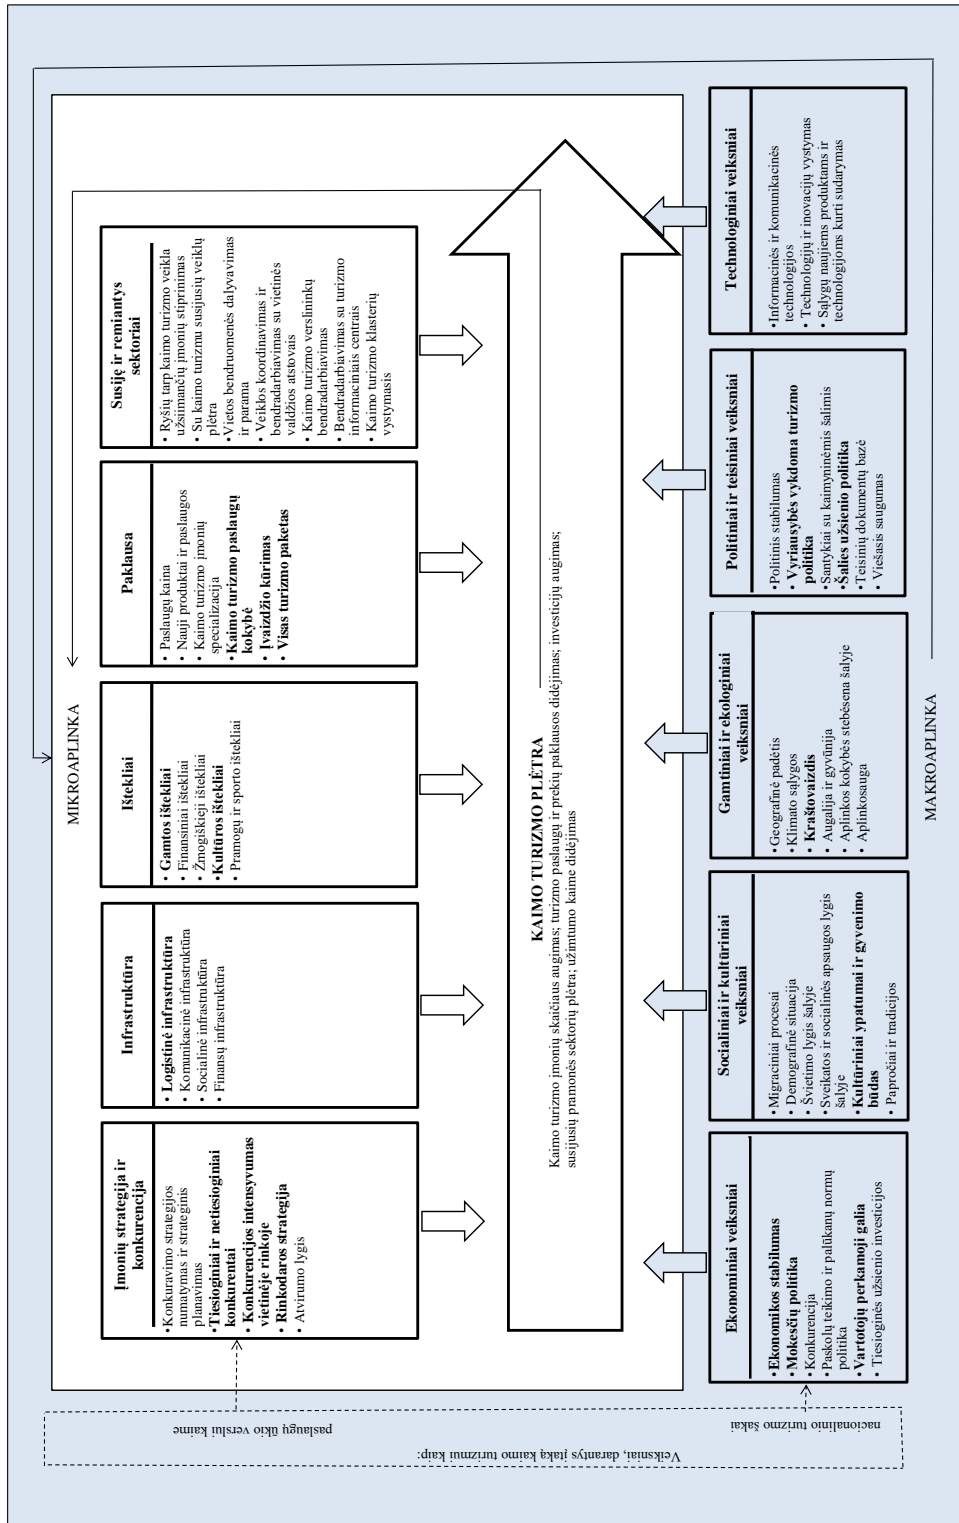 Veiksniai, darantys įtaką kaimo turizmui kaip:
paslaugų ūkio verslui kaime
nacionalinio turizmo šakai
MIKROAPLINKA
Įmonių strategija ir
konkurencija
• Konkuravimo strategijos
numatymas ir strateginis
planavimas
• Tiesioginiai ir netiesioginiai
konkurentai
• Konkurencijos intensyvumas
vietinėje rinkoje
• Rinkodaros strategija
• Atvirumo lygis
Infrastruktūra
• Logistinė infrastruktūra
• Komunikacinė infrastruktūra
• Socialinė infrastruktūra
• Finansų infrastruktūra
Ištekliai
• Gamtos ištekliai
• Finansiniai ištekliai
• Žmogiškieji ištekliai
• Kultūros ištekliai
• Pramogų ir sporto ištekliai
Paklausa
• Paslaugų kaina
• Nauji produktai ir paslaugos
• Kaimo turizmo įmonių
specializacija
• Kaimo turizmo paslaugų
kokybė
• Įvaizdžio kūrimas
• Visas turizmo paketas
Susiję ir remiantys
sektoriai
• Ryšių tarp kaimo turizmo veikla
užsiimančių įmonių stiprinimas
• Su kaimo turizmu susijusių veiklų
plėtra
• Vietos bendruomenės dalyvavimas
ir parama
• Veiklos koordinavimas ir
bendradarbiavimas su vietinės
valdžios atstovais
• Kaimo turizmo verslininkų
bendradarbiavimas
• Bendradarbiavimas su turizmo
informaciniais centrais
• Kaimo turizmo klasterių
vystymasis
KAIMO TURIZMO PLĖTRA
Kaimo turizmo įmonių skaičiaus augimas; turizmo paslaugų ir prekių paklausos didėjimas; investicijų augimas;
susijusių pramonės sektorių plėtra; užimtumo kaime didėjimas
Ekonominiai veiksniai
• Ekonomikos stabilumas
• Mokesčių politika
• Konkurencija
• Paskolų teikimo ir palūkanų normų
politika
• Vartotojų perkamoji galia
• Tiesioginės užsienio investicijos
Socialiniai ir kultūriniai
veiksniai
• Migraciniai procesai
• Demografinė situacija
• Švietimo lygis šalyje
• Sveikatos ir socialinės apsaugos lygis
šalyje
• Kultūriniai ypatumai ir gyvenimo
būdas
• Papročiai ir tradicijos
Gamtiniai ir ekologiniai
veiksniai
• Geografinė padėtis
• Klimato sąlygos
• Kraštovaizdis
• Augalija ir gyvūnija
• Aplinkos kokybės stebėsena šalyje
• Aplinkosauga
Politiniai ir teisiniai veiksniai
• Politinis stabilumas
• Vyriausybės vykdoma turizmo
politika
• Santykiai su kaimyninėmis šalimis
• Šalies užsienio politika
• Teisinių dokumentų bazė
• Viešasis saugumas
Technologiniai veiksniai
• Informacinės ir komunikacinės
technologijos
• Technologijų ir inovacijų vystymas
• Sąlygų naujiems produktams ir
technologijoms kurti sudarymas
MAKROAPLINKA